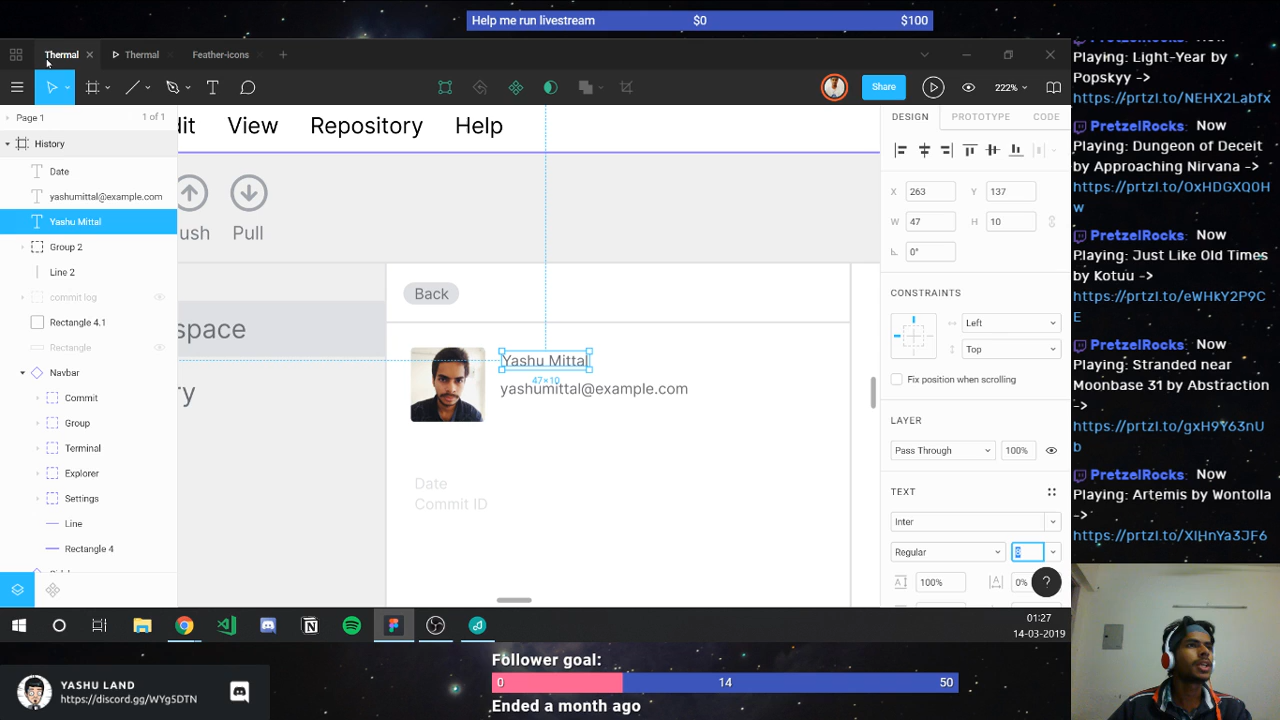 Help me run livestream $0 $100
Thermal
Thermal
Feather-icons
Share
222%
Page 1
1 of 1
History
Date
yashumittal@example.com
Yashu Mittal
Group 2
Line 2
commit log
Rectangle 4.1
Rectangle
Navbar
Commit
Group
Terminal
Explorer
Settings
Line
Rectangle 4
dit View Repository Help
ush Pull
space
ry
Back
Yashu Mittal
47×10
yashumittal@example.com
Date
Commit ID
DESIGN PROTOTYPE CODE
X 263 Y 137
W 47 H 10
0°
CONSTRAINTS
Left
Top
Fix position when scrolling
LAYER
Pass Through 100%
TEXT
Inter
Regular
100% 0%
?
01:27
14-03-2019
Playing: Light-Year by
Popskyy ->
https://prtzl.to/NEHX2Labfx
PretzelRocks: Now
Playing: Dungeon of Deceit
by Approaching Nirvana ->
https://prtzl.to/OxHDGXQ0H
w
PretzelRocks: Now
Playing: Just Like Old Times
by Kotuu ->
https://prtzl.to/eWHkY2P9C
E
PretzelRocks: Now
Playing: Stranded near
Moonbase 31 by Abstraction
->
https://prtzl.to/gxH9Y63nU
b
PretzelRocks: Now
Playing: Artemis by Wontolla
->
https://prtzl.to/XlHnYa3JF6
YASHU LAND
https://discord.gg/WYg5DTN
Follower goal:
0 14 50
Ended a month ago